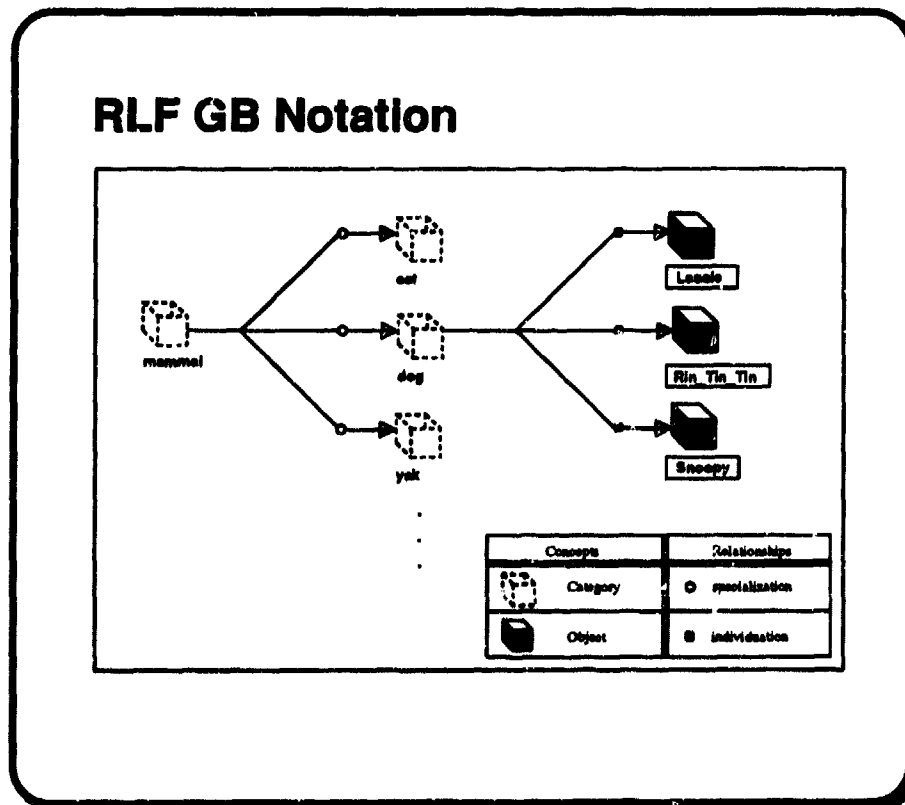 RLF GB Notation
cat
Lassie
mammal
dog
Rin_Tin_Tin
yak
Snoopy
Concepts
Relationships
Category
specialization
Object
individuation